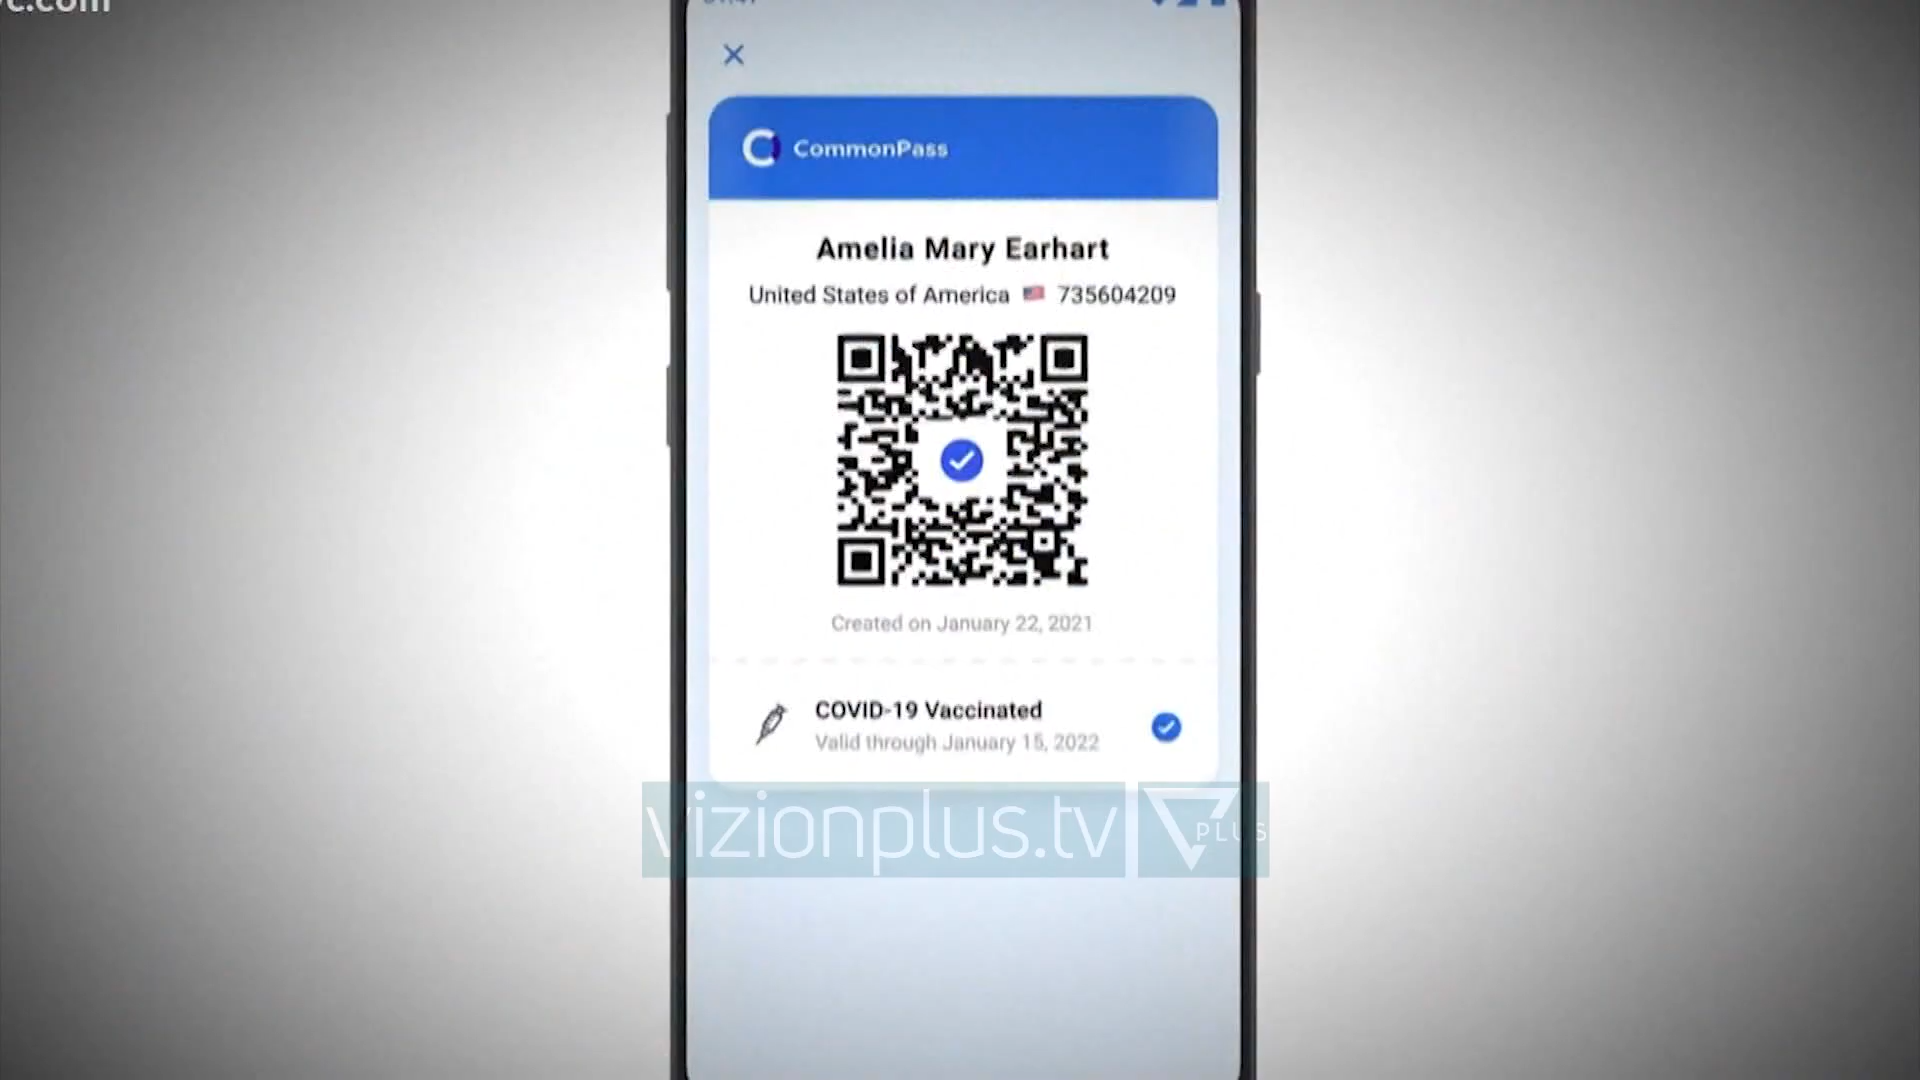 CommonPass
Amelia Mary Earhart
United States of America 735604209
Created on January 22, 2021
COVID-19 Vaccinated
Valid through January 15, 2022
vizionplus.tv PLUS